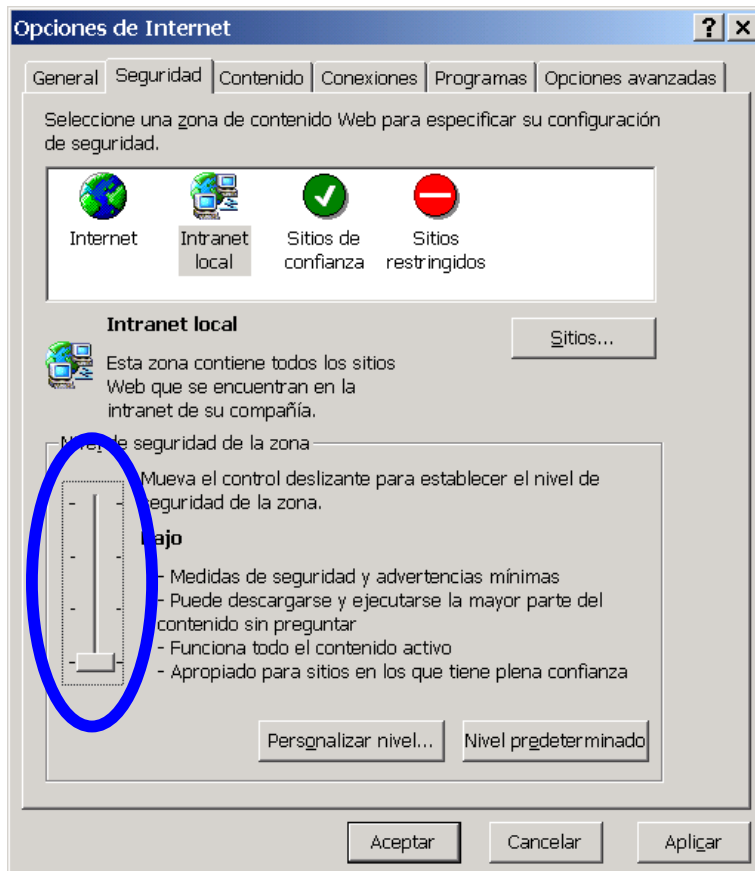 Opciones de Internet
General Seguridad Contenido Conexiones Programas Opciones avanzadas
Seleccione una zona de contenido Web para especificar su configuración
de seguridad.
Internet
Intranet local
Sitios de confianza
Sitios restringidos
Intranet local
Sitios...
Esta zona contiene todos los sitios
Web que se encuentran en la
intranet de su compañía.
Nivel de seguridad de la zona
Mueva el control deslizante para establecer el nivel de
seguridad de la zona.
Bajo
- Medidas de seguridad y advertencias mínimas
- Puede descargarse y ejecutarse la mayor parte del
contenido sin preguntar
- Funciona todo el contenido activo
- Apropiado para sitios en los que tiene plena confianza
Personalizar nivel... Nivel predeterminado
Aceptar Cancelar Aplicar